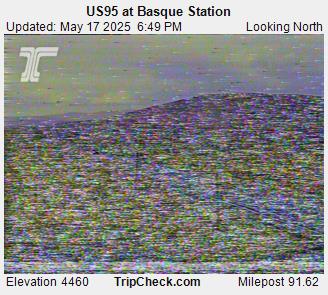 US95 at Basque Station
Updated: May 17 2025 6:49 PM Looking North
Elevation 4460 TripCheck.com Milepost 91.62